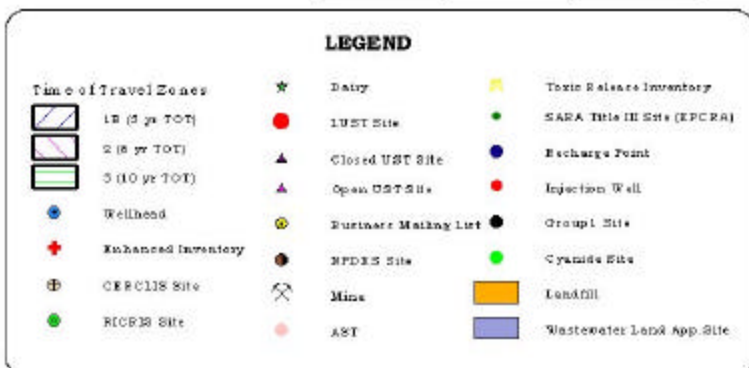 LEGEND
Time of Travel Zones
1B (3 yr TOT)
2 (6 yr TOT)
3 (10 yr TOT)
Wellhead
Enhanced Inventory
CERCLIS Site
RICRIS Site
Dairy
LUST Site
Closed UST Site
Open UST Site
Business Mailing List
NPDES Site
Mine
AST
Toxic Release Inventory
SARA Title III Site (EPCRA)
Recharge Point
Injection Well
Group1 Site
Cyanide Site
Landfill
Wastewater Land App. Site